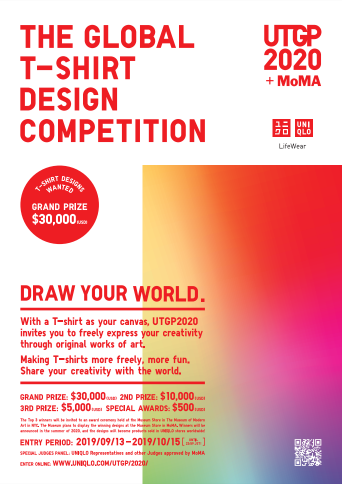 THE GLOBAL
T-SHIRT
DESIGN
COMPETITION
UTGP
2020
+ MoMA
ユニ
クロ
UNI
QLO
LifeWear
T-SHIRT DESIGNS
WANTED
GRAND PRIZE
$30,000(USD)
DRAW YOUR WORLD.
With a T-shirt as your canvas, UTGP2020
invites you to freely express your creativity
through original works of art.
Making T-shirts more freely, more fun.
Share your creativity with the world.
GRAND PRIZE: $30,000(USD) 2ND PRIZE: $10,000(USD)
3RD PRIZE: $5,000(USD) SPECIAL AWARDS: $500(USD)
The Top 3 winners will be invited to an award ceremony held at the Museum Store in The Museum of Modern
Art in NYC. The Museum plans to display the winning designs at the Museum Store in MoMA. Winners will be
announced in the summer of 2020, and the designs will become products sold in UNIQLO stores worldwide!
ENTRY PERIOD: 2019/09/13-2019/10/15
SPECIAL JUDGES PANEL: UNIQLO Representatives and other Judges approved by MoMA
ENTER ONLINE: WWW.UNIQLO.COM/UTGP/2020/